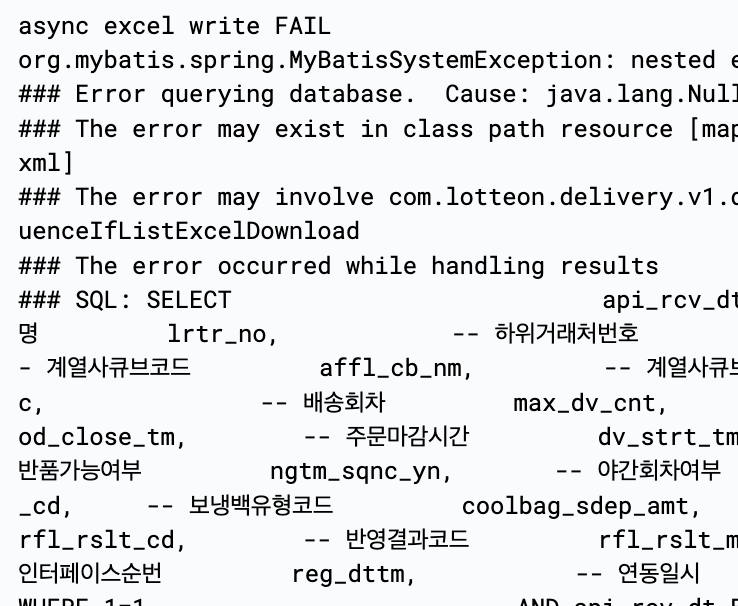 async excel write FAIL
org.mybatis.spring.MyBatisSystemException: nested e
### Error querying database.  Cause: java.lang.Null
### The error may exist in class path resource [map
xml]
### The error may involve com.lotteon.delivery.v1.d
uenceIfListExcelDownload
### The error occurred while handling results
### SQL: SELECT                          api_rcv_dt
명         lrtr_no,            -- 하위거래처번호
- 계열사큐브코드         affl_cb_nm,         -- 계열사큐브
c,               -- 배송회차         max_dv_cnt,
od_close_tm,        -- 주문마감시간         dv_strt_tm
반품가능여부         ngtm_sqnc_yn,       -- 야간회차여부
_cd,     -- 보냉백유형코드         coolbag_sdep_amt,
rfl_rslt_cd,        -- 반영결과코드         rfl_rslt_m
인터페이스순번         reg_dttm,           -- 연동일시
WHERE 1=1                          AND api_rcv_dt B